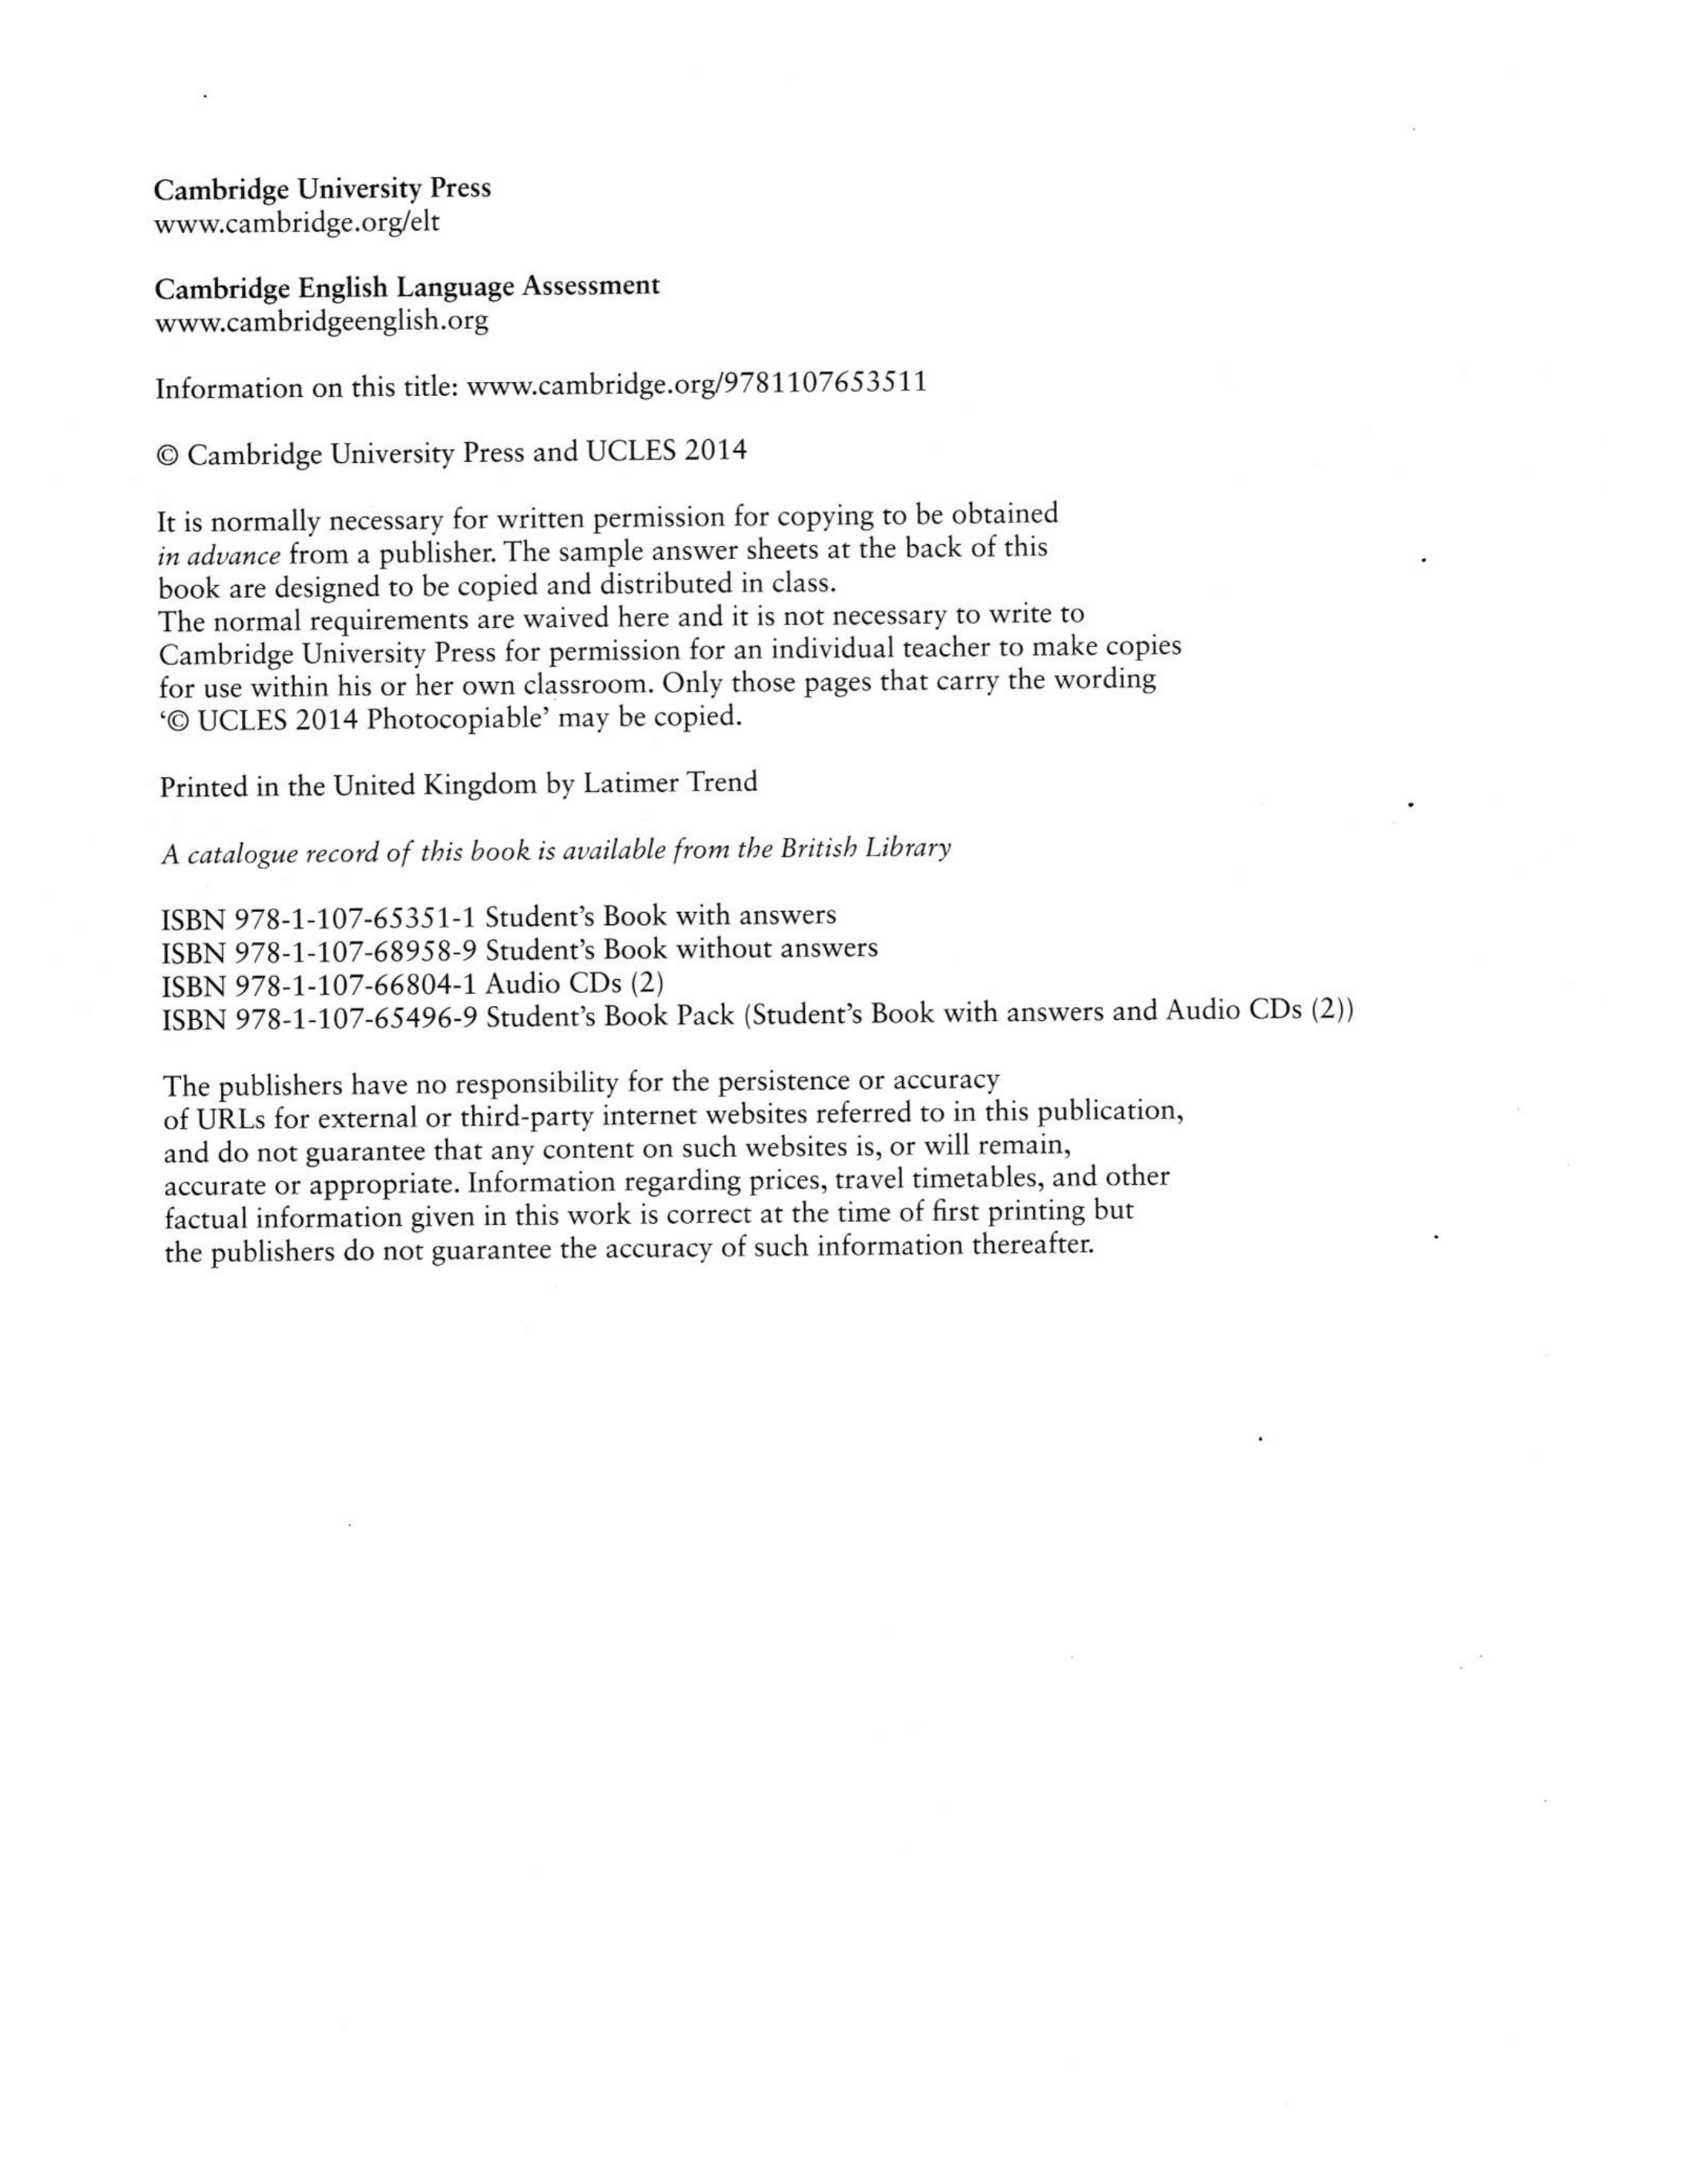 Cambridge University Press
www.cambridge.org/elt
Cambridge English Language Assessment
www.cambridgeenglish.org
Information on this title: www.cambridge.org/9781107653511
© Cambridge University Press and UCLES 2014
It is normally necessary for written permission for copying to be obtained
in advance from a publisher. The sample answer sheets at the back of this
book are designed to be copied and distributed in class.
The normal requirements are waived here and it is not necessary to write to
Cambridge University Press for permission for an individual teacher to make copies
for use within his or her own classroom. Only those pages that carry the wording
‘© UCLES 2014 Photocopiable’ may be copied.
Printed in the United Kingdom by Latimer Trend
A catalogue record of this book is available from the British Library
ISBN 978-1-107-65351-1 Student’s Book with answers
ISBN 978-1-107-68958-9 Student’s Book without answers
ISBN 978-1-107-66804-1 Audio CDs (2)
ISBN 978-1-107-65496-9 Student’s Book Pack (Student’s Book with answers and Audio CDs (2))
The publishers have no responsibility for the persistence or accuracy
of URLs for external or third-party internet websites referred to in this publication,
and do not guarantee that any content on such websites is, or will remain,
accurate or appropriate. Information regarding prices, travel timetables, and other
factual information given in this work is correct at the time of first printing but
the publishers do not guarantee the accuracy of such information thereafter.